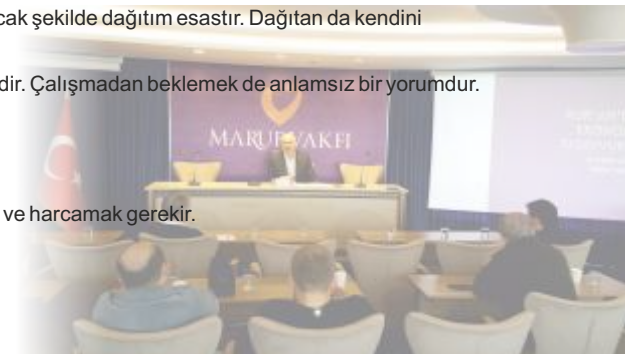 cak şekilde dağıtım esastır. Dağıtan da kendini
dir. Çalışmadan beklemek de anlamsız bir yorumdur.
MARUF VAKFI
ve harcamak gerekir.